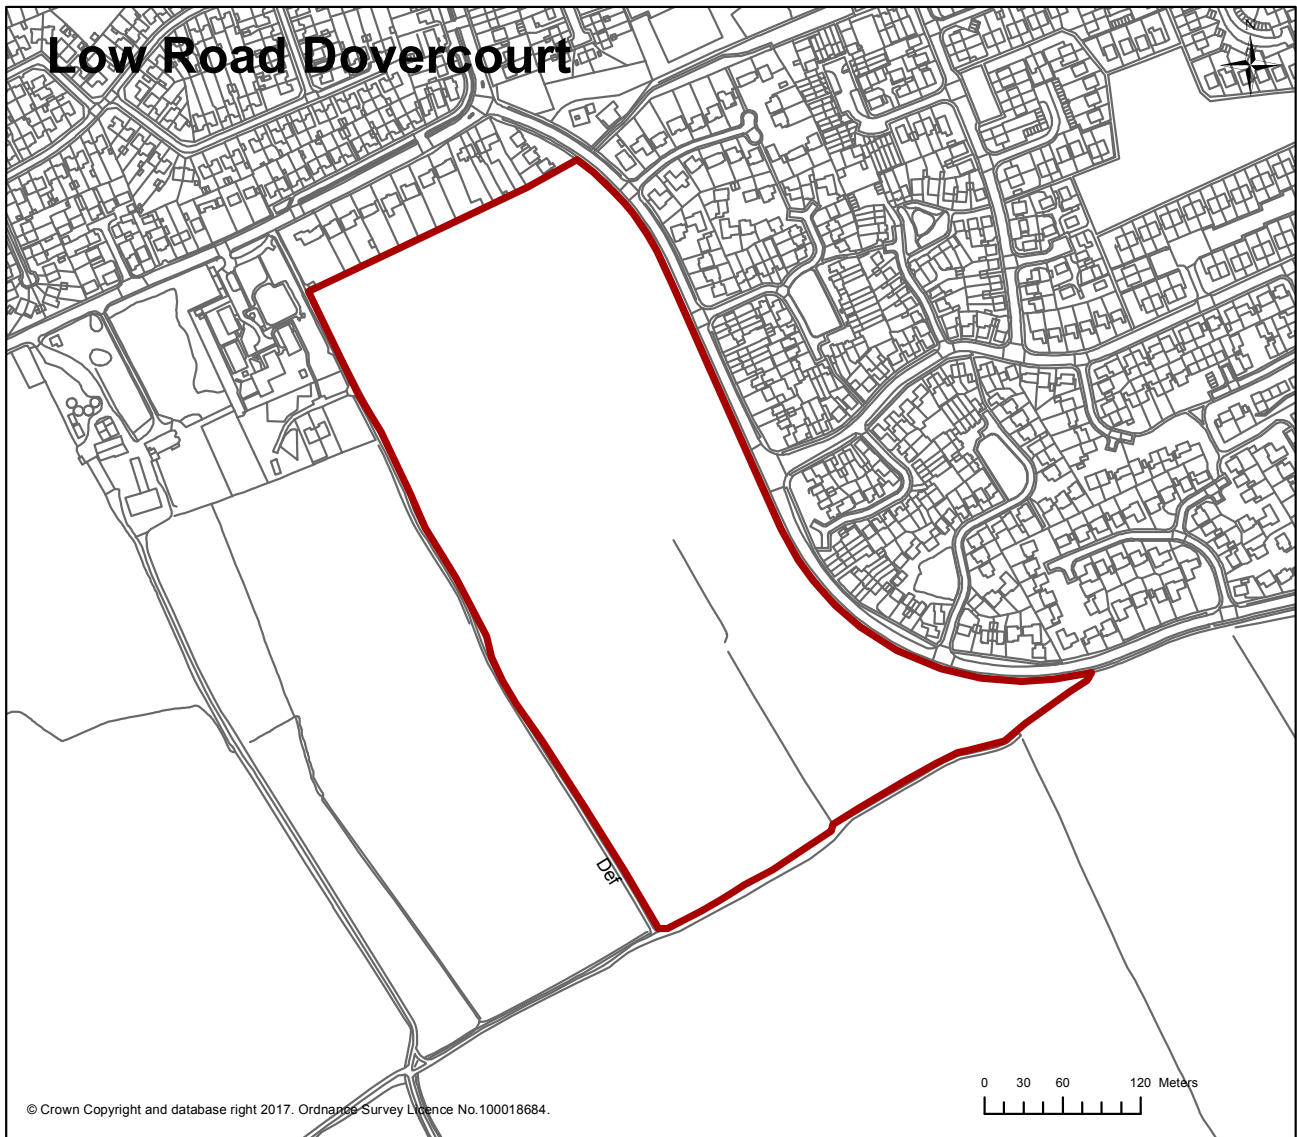 Low Road Dovercourt
Def
0 30 60 120 Meters
© Crown Copyright and database right 2017. Ordnance Survey Licence No.100018684.